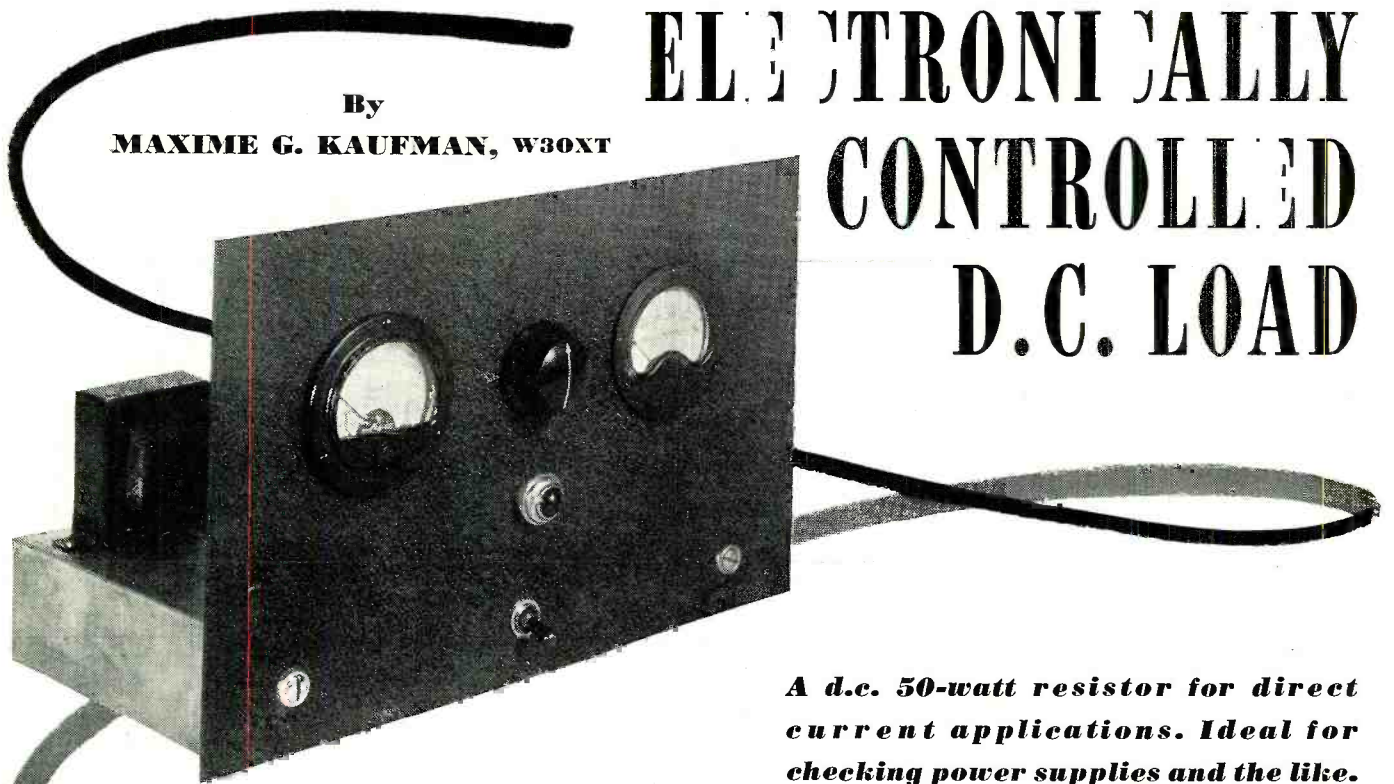 ELECTRONICALLY
CONTROLLED
D.C. LOAD
By
MAXIME G. KAUFMAN, W3OXT
A d.c. 50-watt resistor for direct
current applications. Ideal for
checking power supplies and the like.